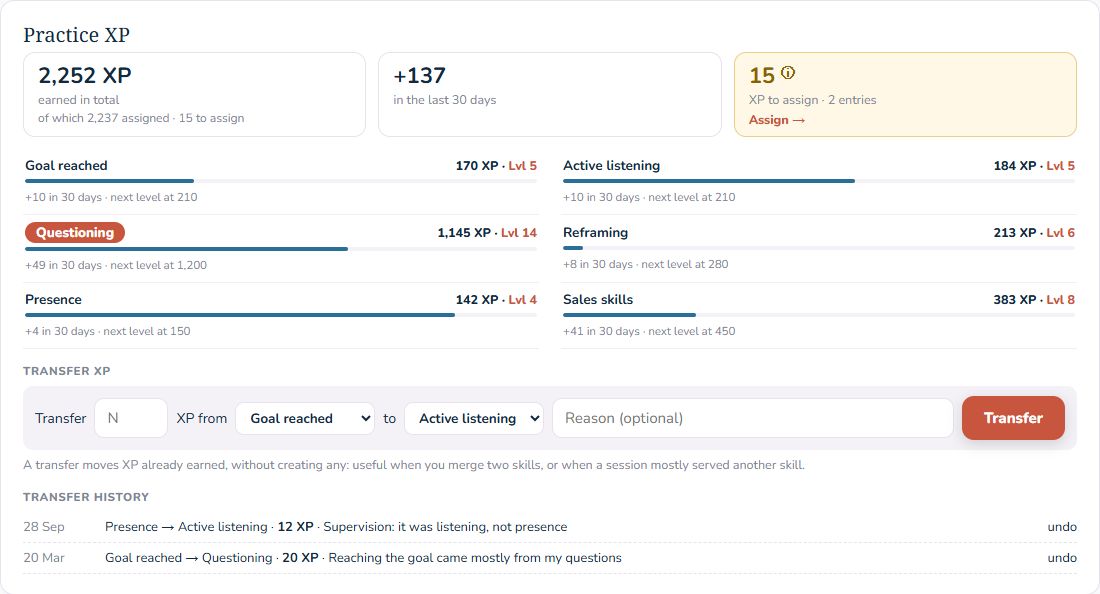 Practice XP
2,252 XP
earned in total
of which 2,237 assigned · 15 to assign
+137
in the last 30 days
15
XP to assign · 2 entries
Assign →
Goal reached 170 XP · Lvl 5
+10 in 30 days · next level at 210
Active listening 184 XP · Lvl 5
+10 in 30 days · next level at 210
Questioning 1,145 XP · Lvl 14
+49 in 30 days · next level at 1,200
Reframing 213 XP · Lvl 6
+8 in 30 days · next level at 280
Presence 142 XP · Lvl 4
+4 in 30 days · next level at 150
Sales skills 383 XP · Lvl 8
+41 in 30 days · next level at 450
TRANSFER XP
Transfer N XP from Goal reached to Active listening Reason (optional) Transfer
A transfer moves XP already earned, without creating any: useful when you merge two skills, or when a session mostly served another skill.
TRANSFER HISTORY
28 Sep Presence → Active listening · 12 XP · Supervision: it was listening, not presence undo
20 Mar Goal reached → Questioning · 20 XP · Reaching the goal came mostly from my questions undo